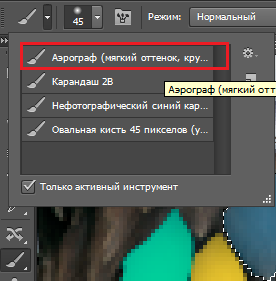 45
Режим: Нормальный
Аэрограф (мягкий оттенок, кру...
Аэрограф (мягкий отт
Карандаш 2B
Нефотографический синий кар...
Овальная кисть 45 пикселов (у...
Только активный инструмент